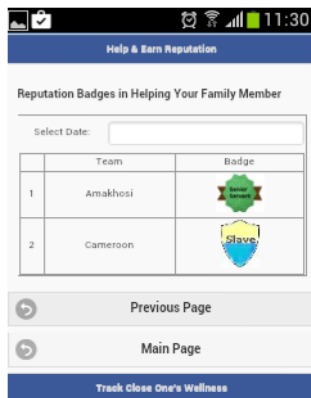 11:30
Help & Earn Reputation
Reputation Badges in Helping Your Family Member
Select Date:
Team Badge
1 Amakhosi Senior Servant
2 Cameroon Slave
Previous Page
Main Page
Track Close One's Wellness